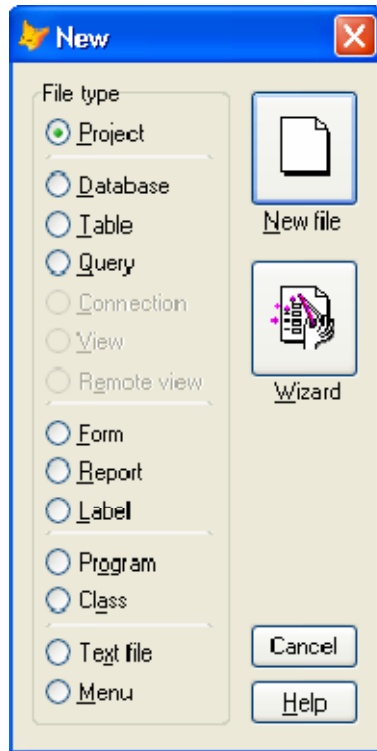 New
File type
Project
Database
Table
Query
Connection
View
Remote view
Form
Report
Label
Program
Class
Text file
Menu
New file
Wizard
Cancel
Help